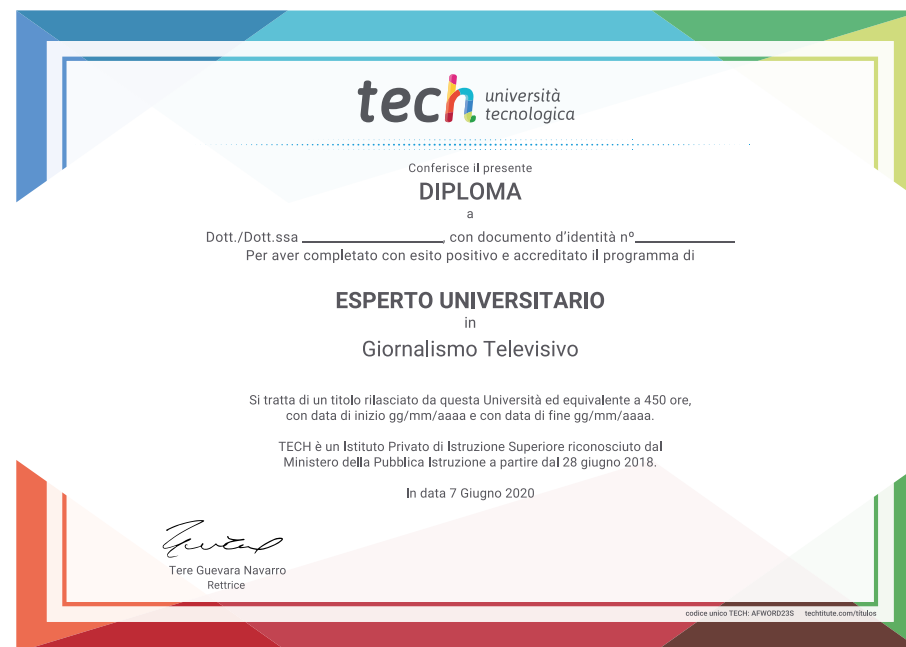 tech università
tecnologica
Conferisce il presente
DIPLOMA
a
Dott./Dott.ssa ____________________, con documento d'identità nº______________
Per aver completato con esito positivo e accreditato il programma di
ESPERTO UNIVERSITARIO
in
Giornalismo Televisivo
Si tratta di un titolo rilasciato da questa Università ed equivalente a 450 ore,
con data di inizio gg/mm/aaaa e con data di fine gg/mm/aaaa.
TECH è un Istituto Privato di Istruzione Superiore riconosciuto dal
Ministero della Pubblica Istruzione a partire dal 28 giugno 2018.
In data 7 Giugno 2020
Tere Guevara Navarro
Rettrice
codice unico TECH: AFWORD23S techtitute.com/titulos